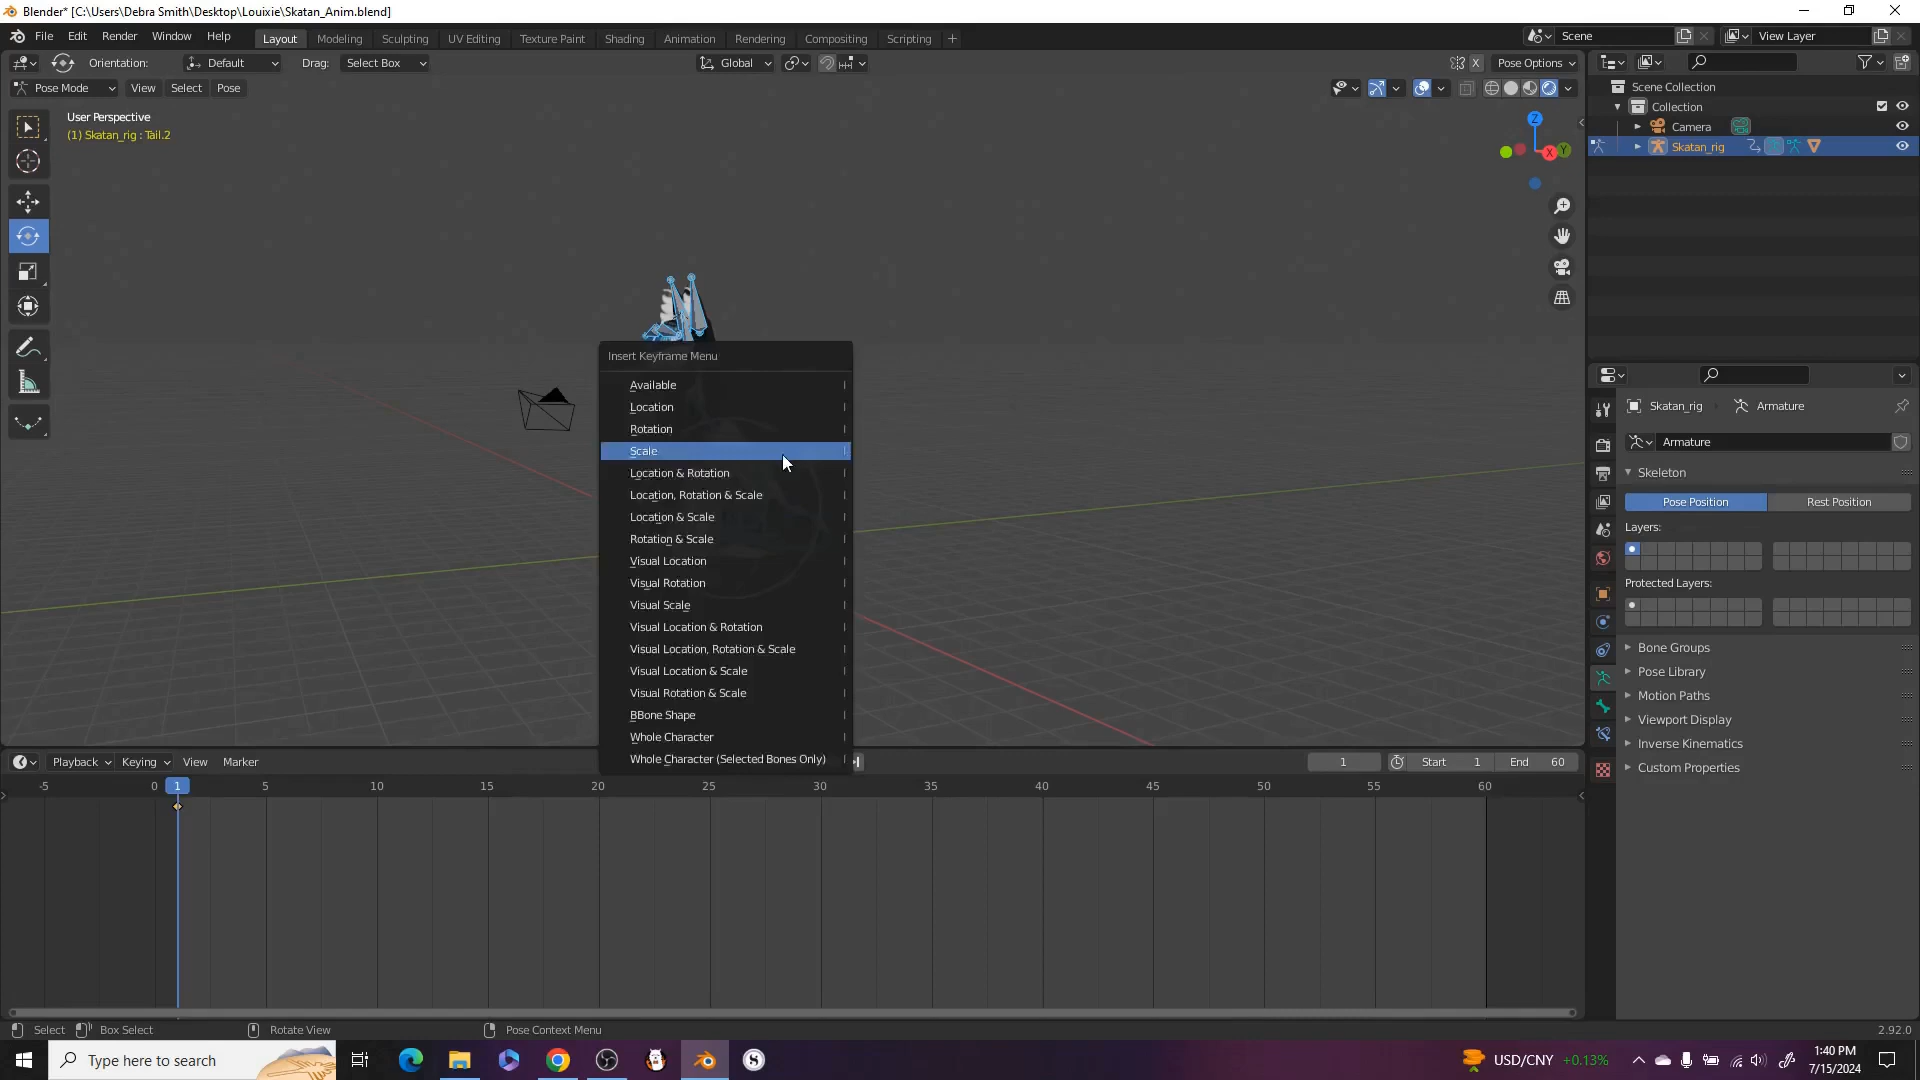 Blender* [C:\Users\Debra Smith\Desktop\Louixie\Skatan_Anim.blend]
File Edit Render Window Help Layout Modeling Sculpting UV Editing Texture Paint Shading Animation Rendering Compositing Scripting Scene View Layer
Orientation: Default Drag: Select Box Global X Pose Options
Pose Mode View Select Pose
Scene Collection
Collection
Camera
Skatan_rig
User Perspective
(1) Skatan_rig : Tail.2
Z
X
Y
Insert Keyframe Menu
Available I
Location I
Rotation I
Scale I
Location & Rotation I
Location, Rotation & Scale I
Location & Scale I
Rotation & Scale I
Visual Location I
Visual Rotation I
Visual Scale I
Visual Location & Rotation I
Visual Location, Rotation & Scale I
Visual Location & Scale I
Visual Rotation & Scale I
BBone Shape I
Whole Character I
Whole Character (Selected Bones Only) I
Skatan_rig Armature
Armature
Skeleton
Pose Position Rest Position
Layers:
Protected Layers:
Bone Groups
Pose Library
Motion Paths
Viewport Display
Inverse Kinematics
Custom Properties
Playback Keying View Marker 1 Start 1 End 60
-5 0 1 5 10 15 20 25 30 35 40 45 50 55 60
Select Box Select Rotate View Pose Context Menu 2.92.0
Type here to search
USD/CNY +0.13%
1:40 PM
7/15/2024